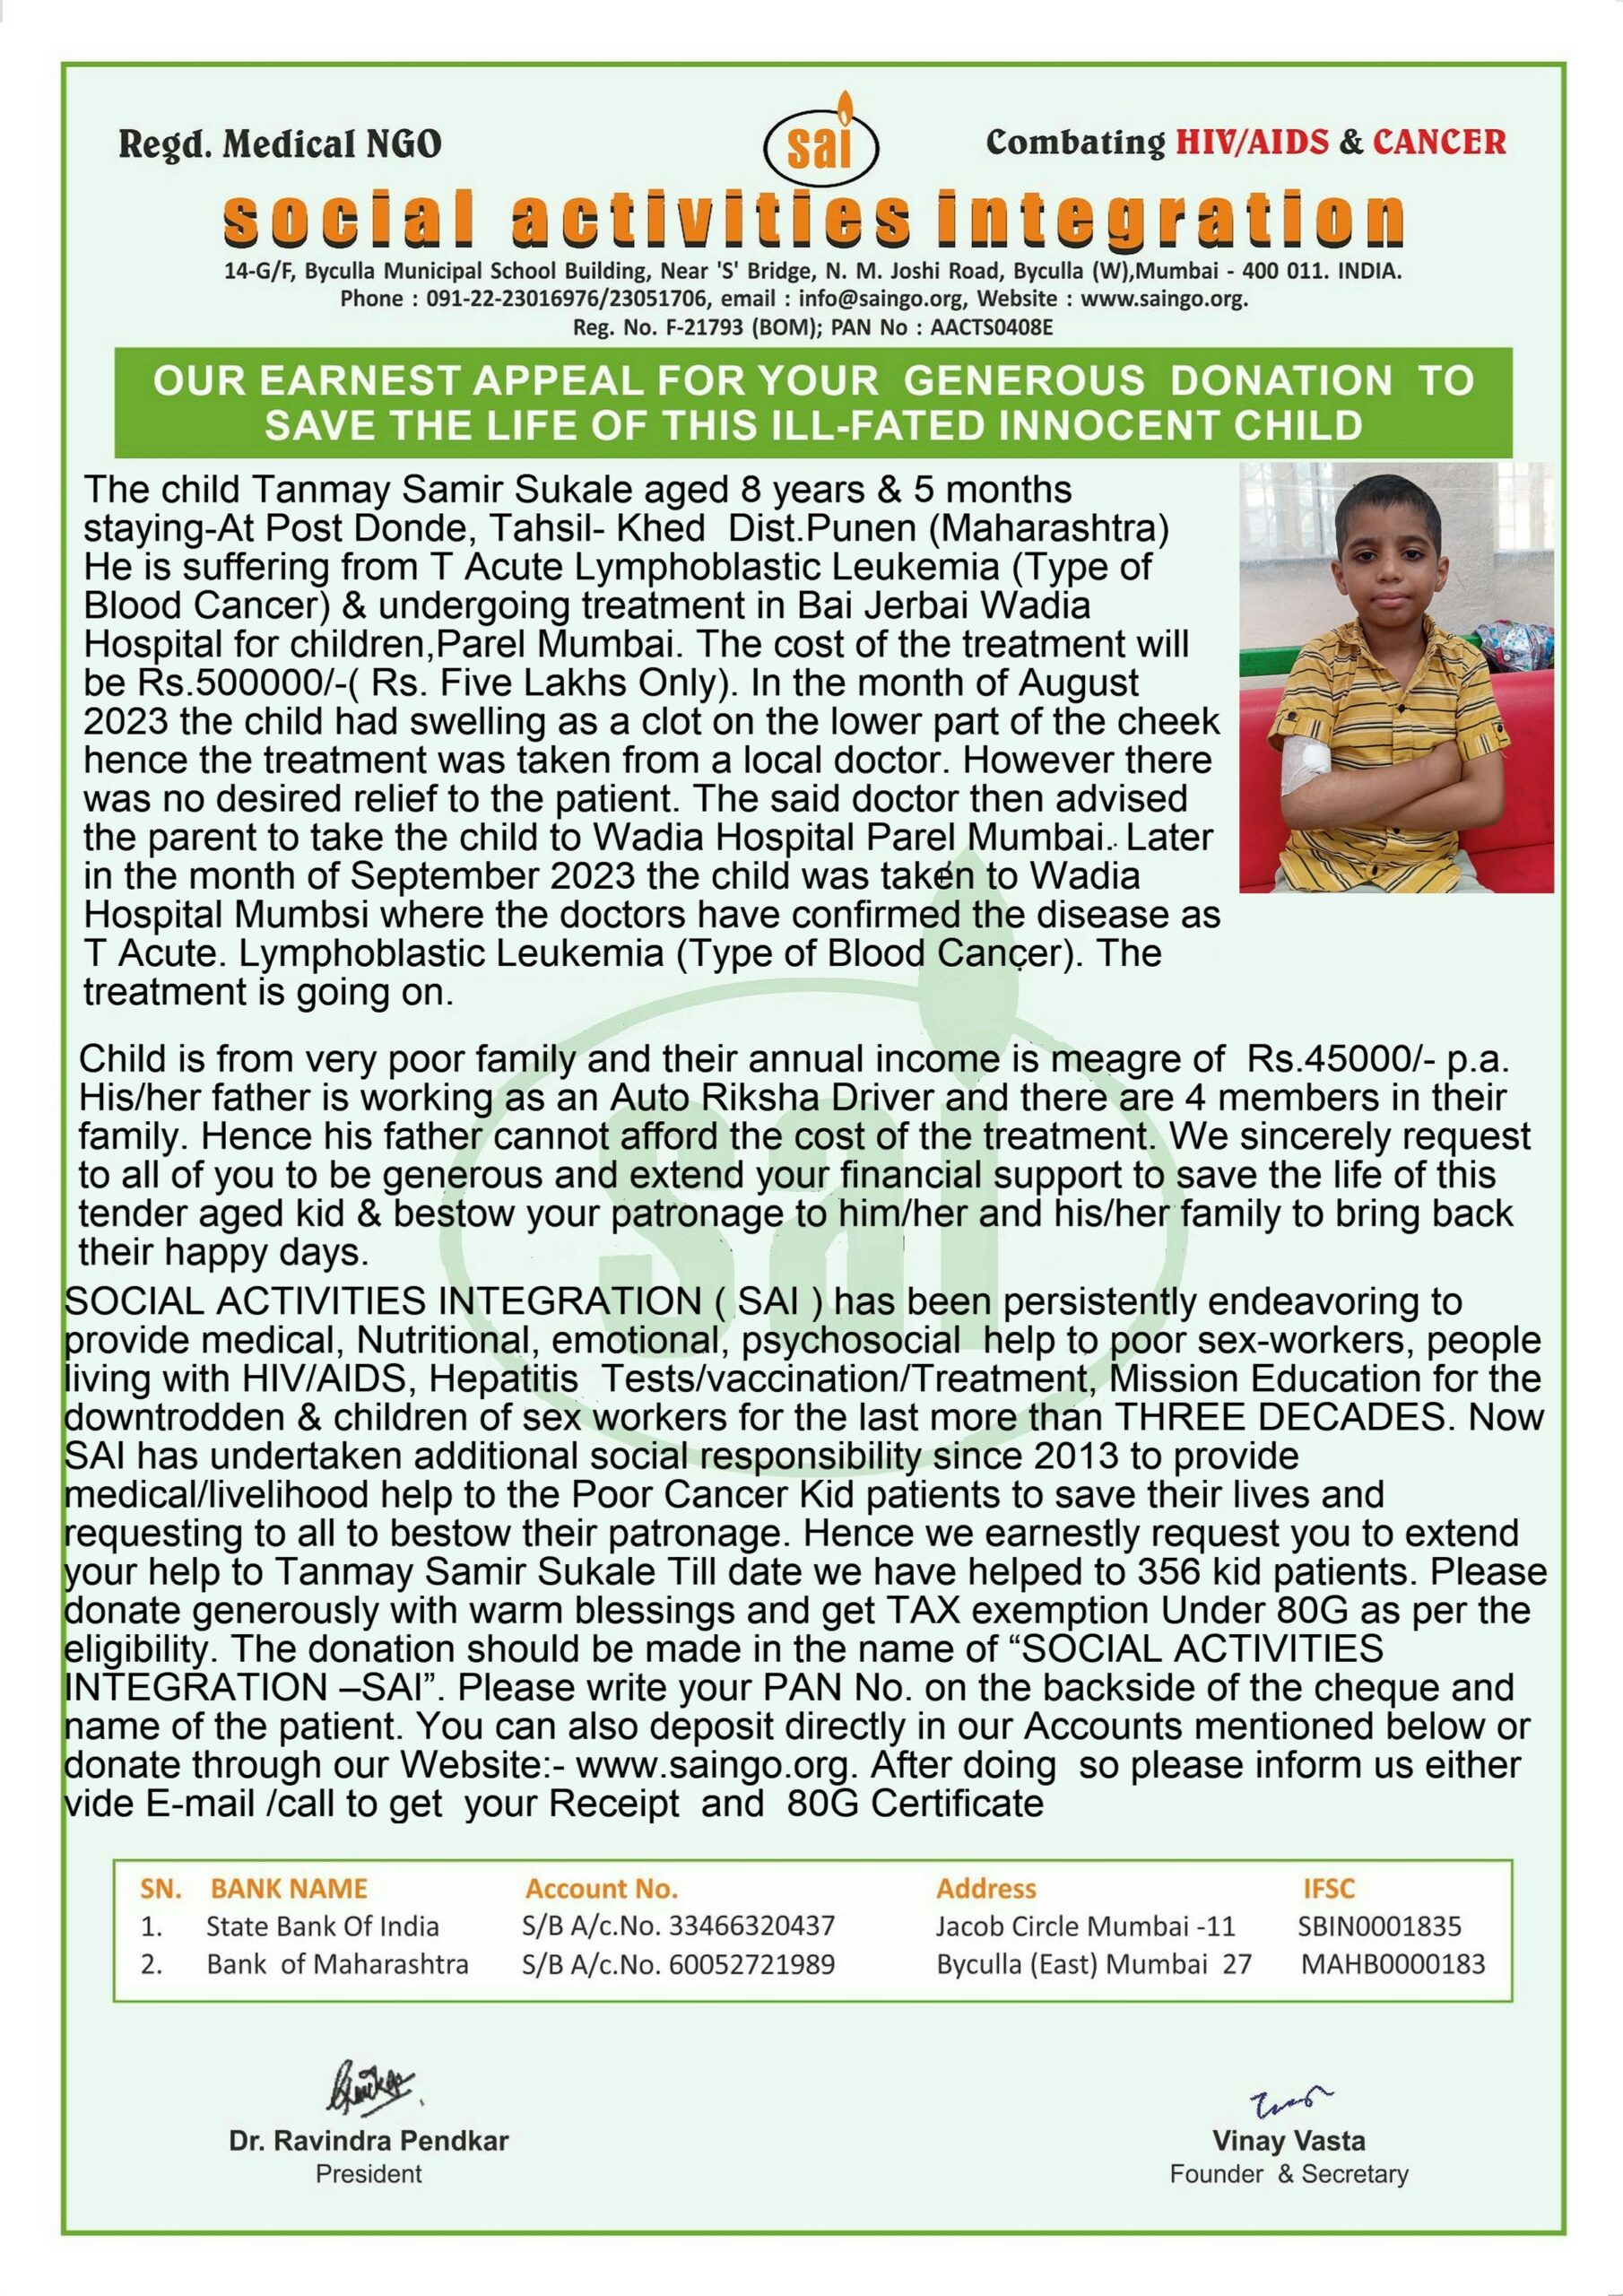 Regd. Medical NGO
sai
Combating HIV/AIDS & CANCER
social activities integration
14-G/F, Byculla Municipal School Building, Near 'S' Bridge, N. M. Joshi Road, Byculla (W),Mumbai - 400 011. INDIA.
Phone : 091-22-23016976/23051706, email : info@saingo.org, Website : www.saingo.org.
Reg. No. F-21793 (BOM); PAN No : AACTS0408E
OUR EARNEST APPEAL FOR YOUR GENEROUS DONATION TO
SAVE THE LIFE OF THIS ILL-FATED INNOCENT CHILD
The child Tanmay Samir Sukale aged 8 years & 5 months
staying-At Post Donde, Tahsil- Khed Dist.Punen (Maharashtra)
He is suffering from T Acute Lymphoblastic Leukemia (Type of
Blood Cancer) & undergoing treatment in Bai Jerbai Wadia
Hospital for children,Parel Mumbai. The cost of the treatment will
be Rs.500000/-( Rs. Five Lakhs Only). In the month of August
2023 the child had swelling as a clot on the lower part of the cheek
hence the treatment was taken from a local doctor. However there
was no desired relief to the patient. The said doctor then advised
the parent to take the child to Wadia Hospital Parel Mumbai.. Later
in the month of September 2023 the child was taken to Wadia
Hospital Mumbsi where the doctors have confirmed the disease as
T Acute. Lymphoblastic Leukemia (Type of Blood Cancer). The
treatment is going on.
Child is from very poor family and their annual income is meagre of Rs.45000/- p.a.
His/her father is working as an Auto Riksha Driver and there are 4 members in their
family. Hence his father cannot afford the cost of the treatment. We sincerely request
to all of you to be generous and extend your financial support to save the life of this
tender aged kid & bestow your patronage to him/her and his/her family to bring back
their happy days.
SOCIAL ACTIVITIES INTEGRATION ( SAI ) has been persistently endeavoring to
provide medical, Nutritional, emotional, psychosocial help to poor sex-workers, people
living with HIV/AIDS, Hepatitis Tests/vaccination/Treatment, Mission Education for the
downtrodden & children of sex workers for the last more than THREE DECADES. Now
SAI has undertaken additional social responsibility since 2013 to provide
medical/livelihood help to the Poor Cancer Kid patients to save their lives and
requesting to all to bestow their patronage. Hence we earnestly request you to extend
your help to Tanmay Samir Sukale Till date we have helped to 356 kid patients. Please
donate generously with warm blessings and get TAX exemption Under 80G as per the
eligibility. The donation should be made in the name of “SOCIAL ACTIVITIES
INTEGRATION –SAI”. Please write your PAN No. on the backside of the cheque and
name of the patient. You can also deposit directly in our Accounts mentioned below or
donate through our Website:- www.saingo.org. After doing so please inform us either
vide E-mail /call to get your Receipt and 80G Certificate
SN. BANK NAME Account No. Address IFSC
1. State Bank Of India S/B A/c.No. 33466320437 Jacob Circle Mumbai -11 SBIN0001835
2. Bank of Maharashtra S/B A/c.No. 60052721989 Byculla (East) Mumbai 27 MAHB0000183
Dr. Ravindra Pendkar
President
Vinay Vasta
Founder & Secretary